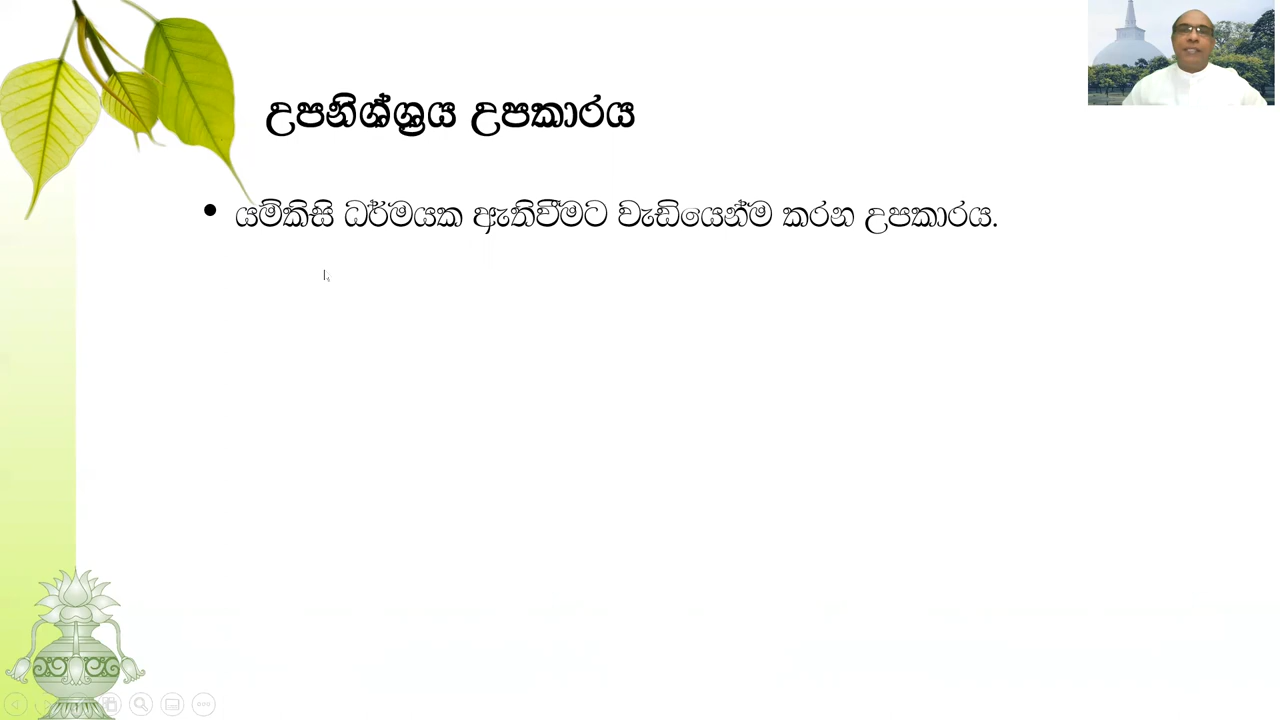 උපනිශ්ශ්‍රය උපකාරය
• යම්කිසි ධර්මයක ඇතිවීමට වැඩියෙන්ම කරන උපකාරය.